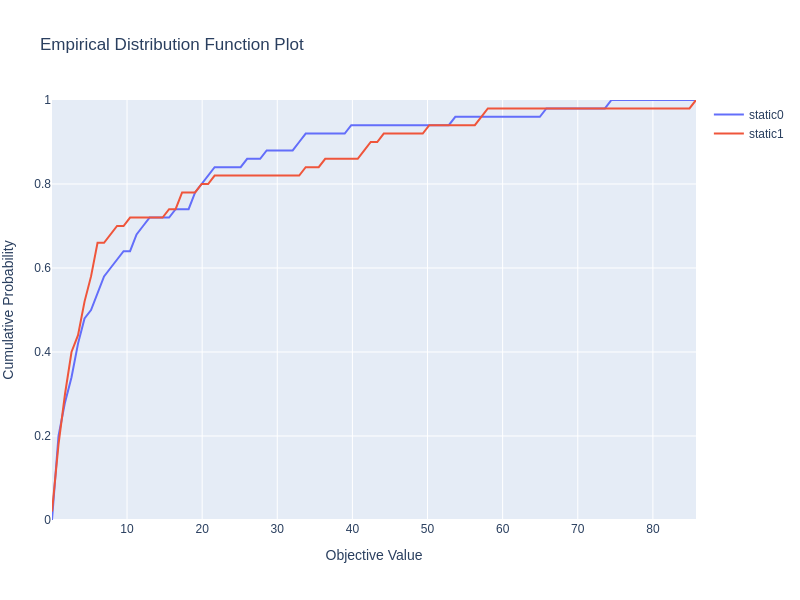 Empirical Distribution Function Plot
static0
static1
1
0.8
0.6
0.4
0.2
0
Cumulative Probability
10 20 30 40 50 60 70 80
Objective Value